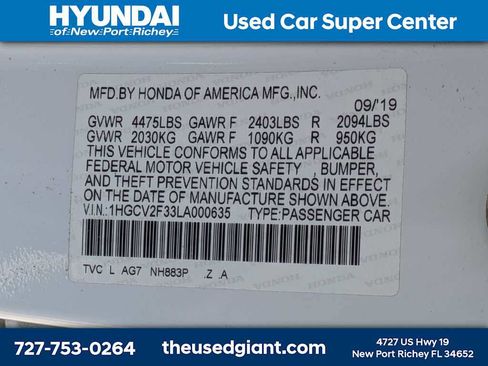 HYUNDAI
of New Port Richey
Used Car Super Center
MFD. BY HONDA OF AMERICA MFG., INC.
09/'19
GVWR 4475LBS GAWR F 2403LBS R 2094LBS
GVWR 2030KG GAWR F 1090KG R 950KG
THIS VEHICLE CONFORMS TO ALL APPLICABLE
FEDERAL MOTOR VEHICLE SAFETY , BUMPER,
AND THEFT PREVENTION STANDARDS IN EFFECT
ON THE DATE OF MANUFACTURE SHOWN ABOVE.
V.I.N.: 1HGCV2F33LA000635 TYPE: PASSENGER CAR
TVC L AG7 NH883P .Z .A
727-753-0264
theusedgiant.com
4727 US Hwy 19
New Port Richey FL 34652